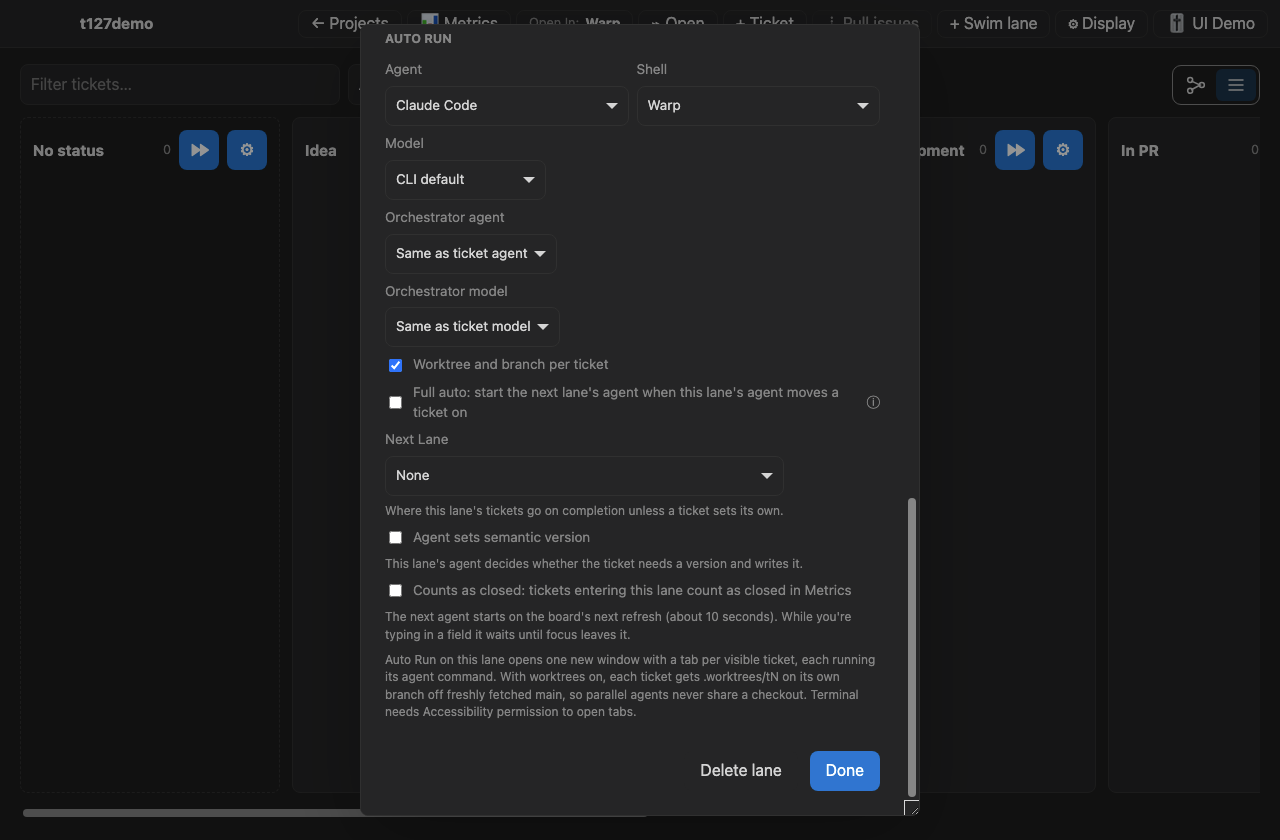 t127demo
← Projects
Metrics
Open in: Warp
Open
+ Ticket
Pull issues
+ Swim lane
Display
UI Demo
Filter tickets...
No status 0
Idea
pment 0
In PR 0
AUTO RUN
Agent
Shell
Claude Code
Warp
Model
CLI default
Orchestrator agent
Same as ticket agent
Orchestrator model
Same as ticket model
Worktree and branch per ticket
Full auto: start the next lane's agent when this lane's agent moves a
ticket on
Next Lane
None
Where this lane's tickets go on completion unless a ticket sets its own.
Agent sets semantic version
This lane's agent decides whether the ticket needs a version and writes it.
Counts as closed: tickets entering this lane count as closed in Metrics
The next agent starts on the board's next refresh (about 10 seconds). While you're
typing in a field it waits until focus leaves it.
Auto Run on this lane opens one new window with a tab per visible ticket, each running
its agent command. With worktrees on, each ticket gets .worktrees/tN on its own
branch off freshly fetched main, so parallel agents never share a checkout. Terminal
needs Accessibility permission to open tabs.
Delete lane
Done